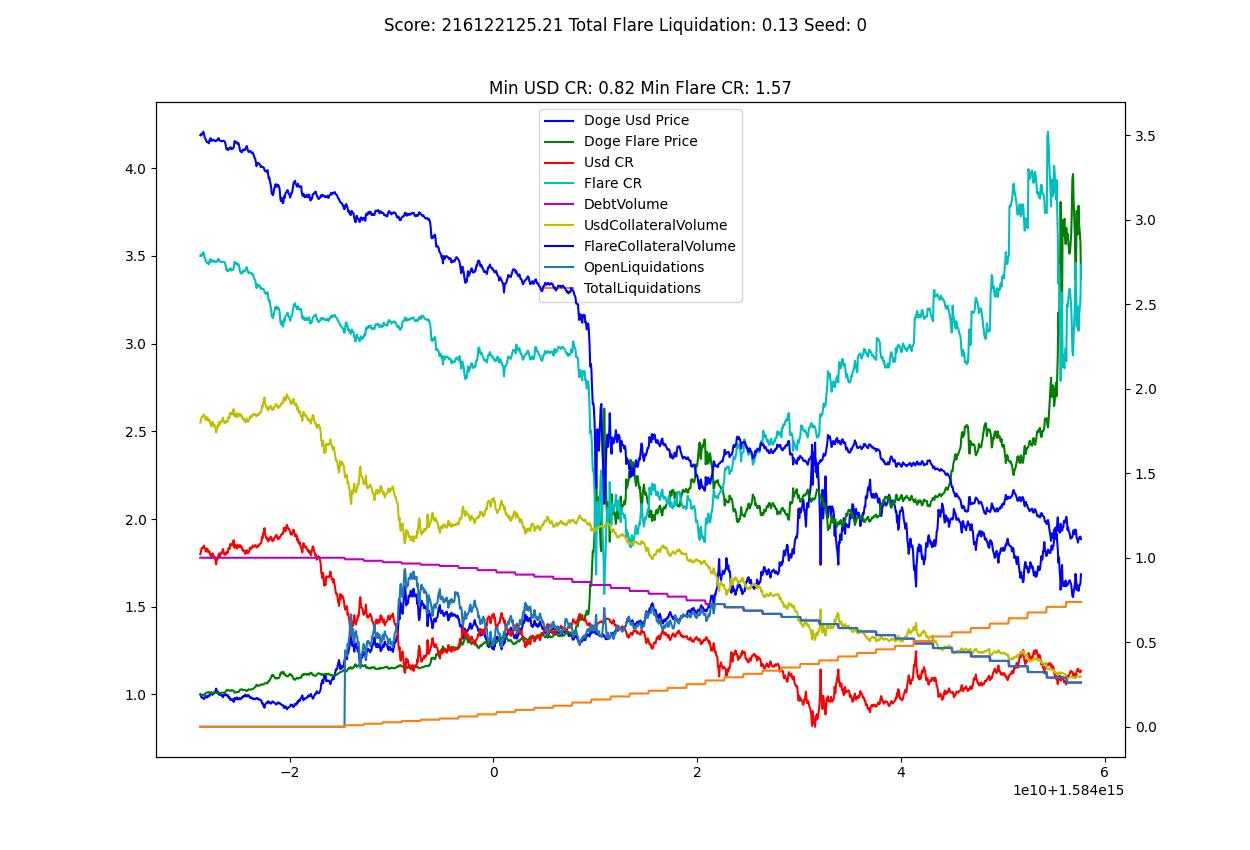 Score: 216122125.21 Total Flare Liquidation: 0.13 Seed: 0
Min USD CR: 0.82 Min Flare CR: 1.57
Doge Usd Price
Doge Flare Price
Usd CR
Flare CR
DebtVolume
UsdCollateralVolume
FlareCollateralVolume
OpenLiquidations
TotalLiquidations
4.0
3.5
3.0
2.5
2.0
1.5
1.0
3.5
3.0
2.5
2.0
1.5
1.0
0.5
0.0
−2 0 2 4 6
1e10+1.584e15